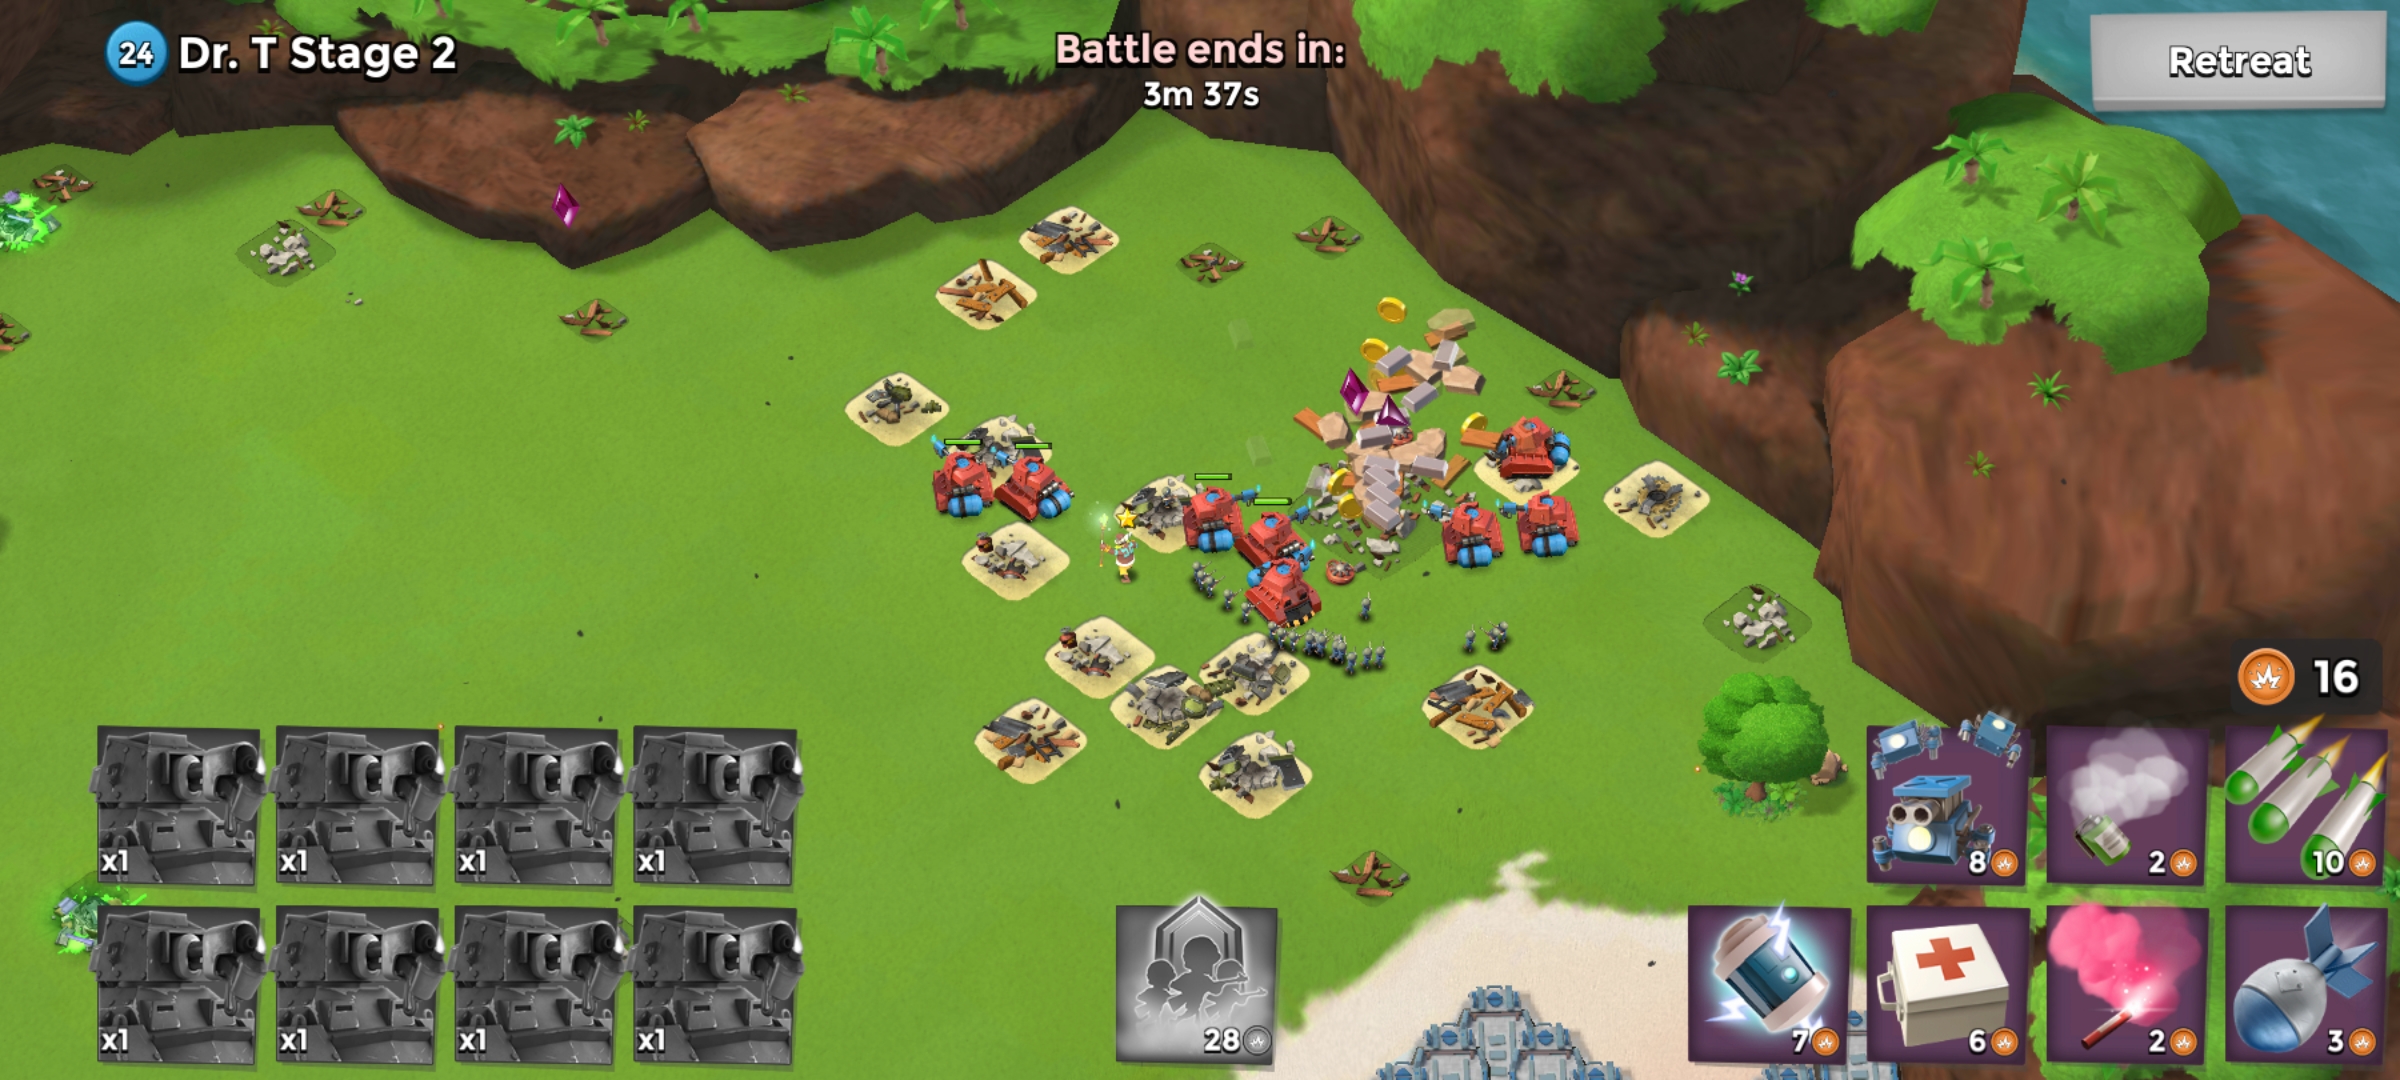 24 Dr. T Stage 2
Battle ends in:
3m 37s
Retreat
16
x1 x1 x1 x1
8 2 10
x1 x1 x1 x1
28
7 6 2 3